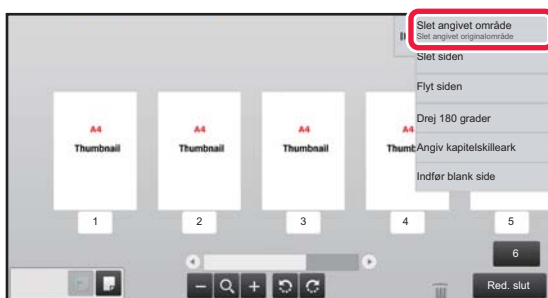 Slet angivet område
Slet angivet originalområde
Slet siden
Flyt siden
Drej 180 grader
Angiv kapitelskilleark
Indfør blank side
A4
Thumbnail
A4
Thumbnail
A4
Thumbnail
A4
1
2
3
4
5
6
Red. slut